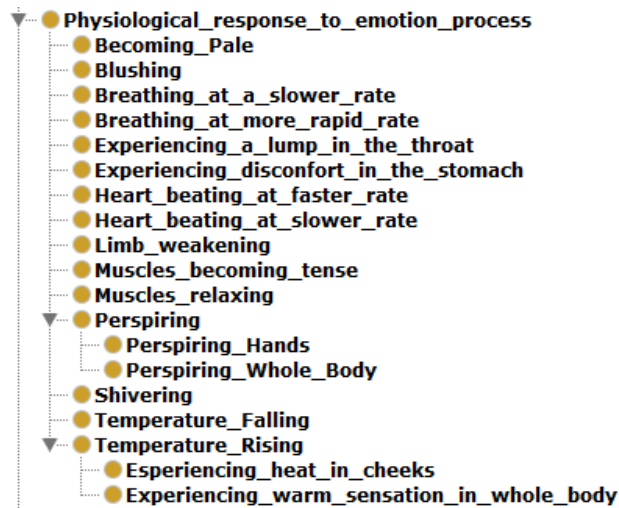 Physiological_response_to_emotion_process
Becoming_Pale
Blushing
Breathing_at_a_slower_rate
Breathing_at_more_rapid_rate
Experiencing_a_lump_in_the_throat
Experiencing_disconfort_in_the_stomach
Heart_beating_at_faster_rate
Heart_beating_at_slower_rate
Limb_weakening
Muscles_becoming_tense
Muscles_relaxing
Perspiring
Perspiring_Hands
Perspiring_Whole_Body
Shivering
Temperature_Falling
Temperature_Rising
Esperiencing_heat_in_cheeks
Experiencing_warm_sensation_in_whole_body